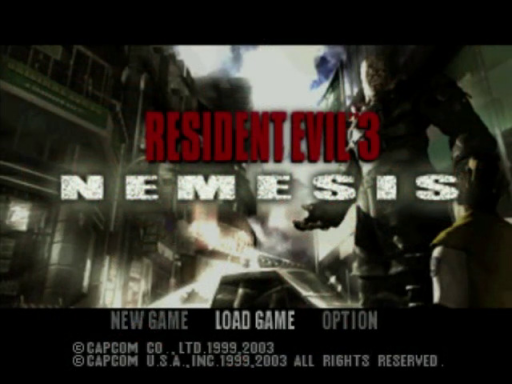 RESIDENT EVIL 3
NEMESIS
NEW GAME LOAD GAME OPTION
©CAPCOM CO.,LTD.1999,2003
©CAPCOM U.S.A.,INC.1999,2003 ALL RIGHTS RESERVED.